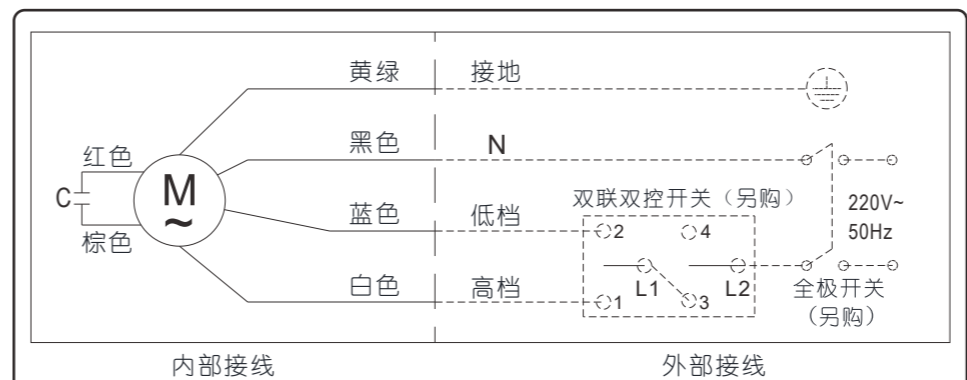 黄绿 接地
黑色 N
红色
C M ~
双联双控开关（另购）
220V~
蓝色 低档 2 4
50Hz
棕色
白色 高档 1 L1 3 L2 全极开关
（另购）
内部接线 外部接线